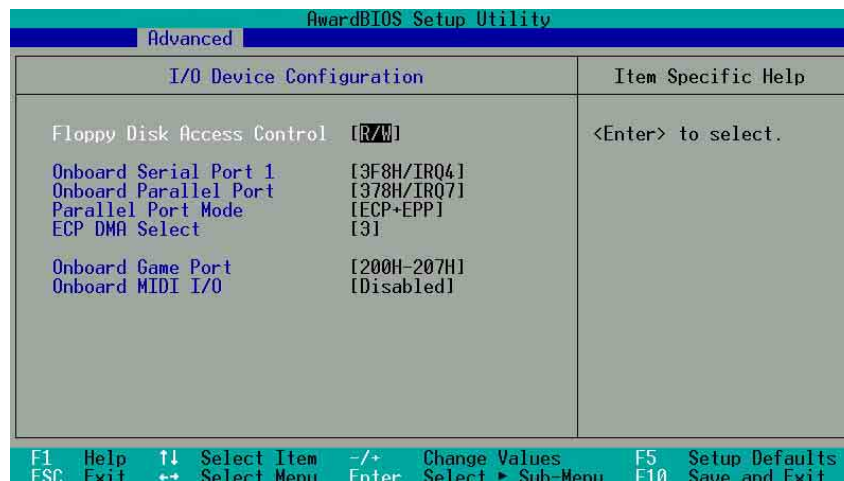 AwardBIOS Setup Utility
Advanced
I/O Device Configuration
Item Specific Help
Floppy Disk Access Control [R/W]
<Enter> to select.
Onboard Serial Port 1 [3F8H/IRQ4]
Onboard Parallel Port [378H/IRQ7]
Parallel Port Mode [ECP+EPP]
ECP DMA Select [3]
Onboard Game Port [200H-207H]
Onboard MIDI I/O [Disabled]
F1 Help ↑↓ Select Item -/+ Change Values F5 Setup Defaults
ESC Exit ←→ Select Menu Enter Select ► Sub-Menu F10 Save and Exit